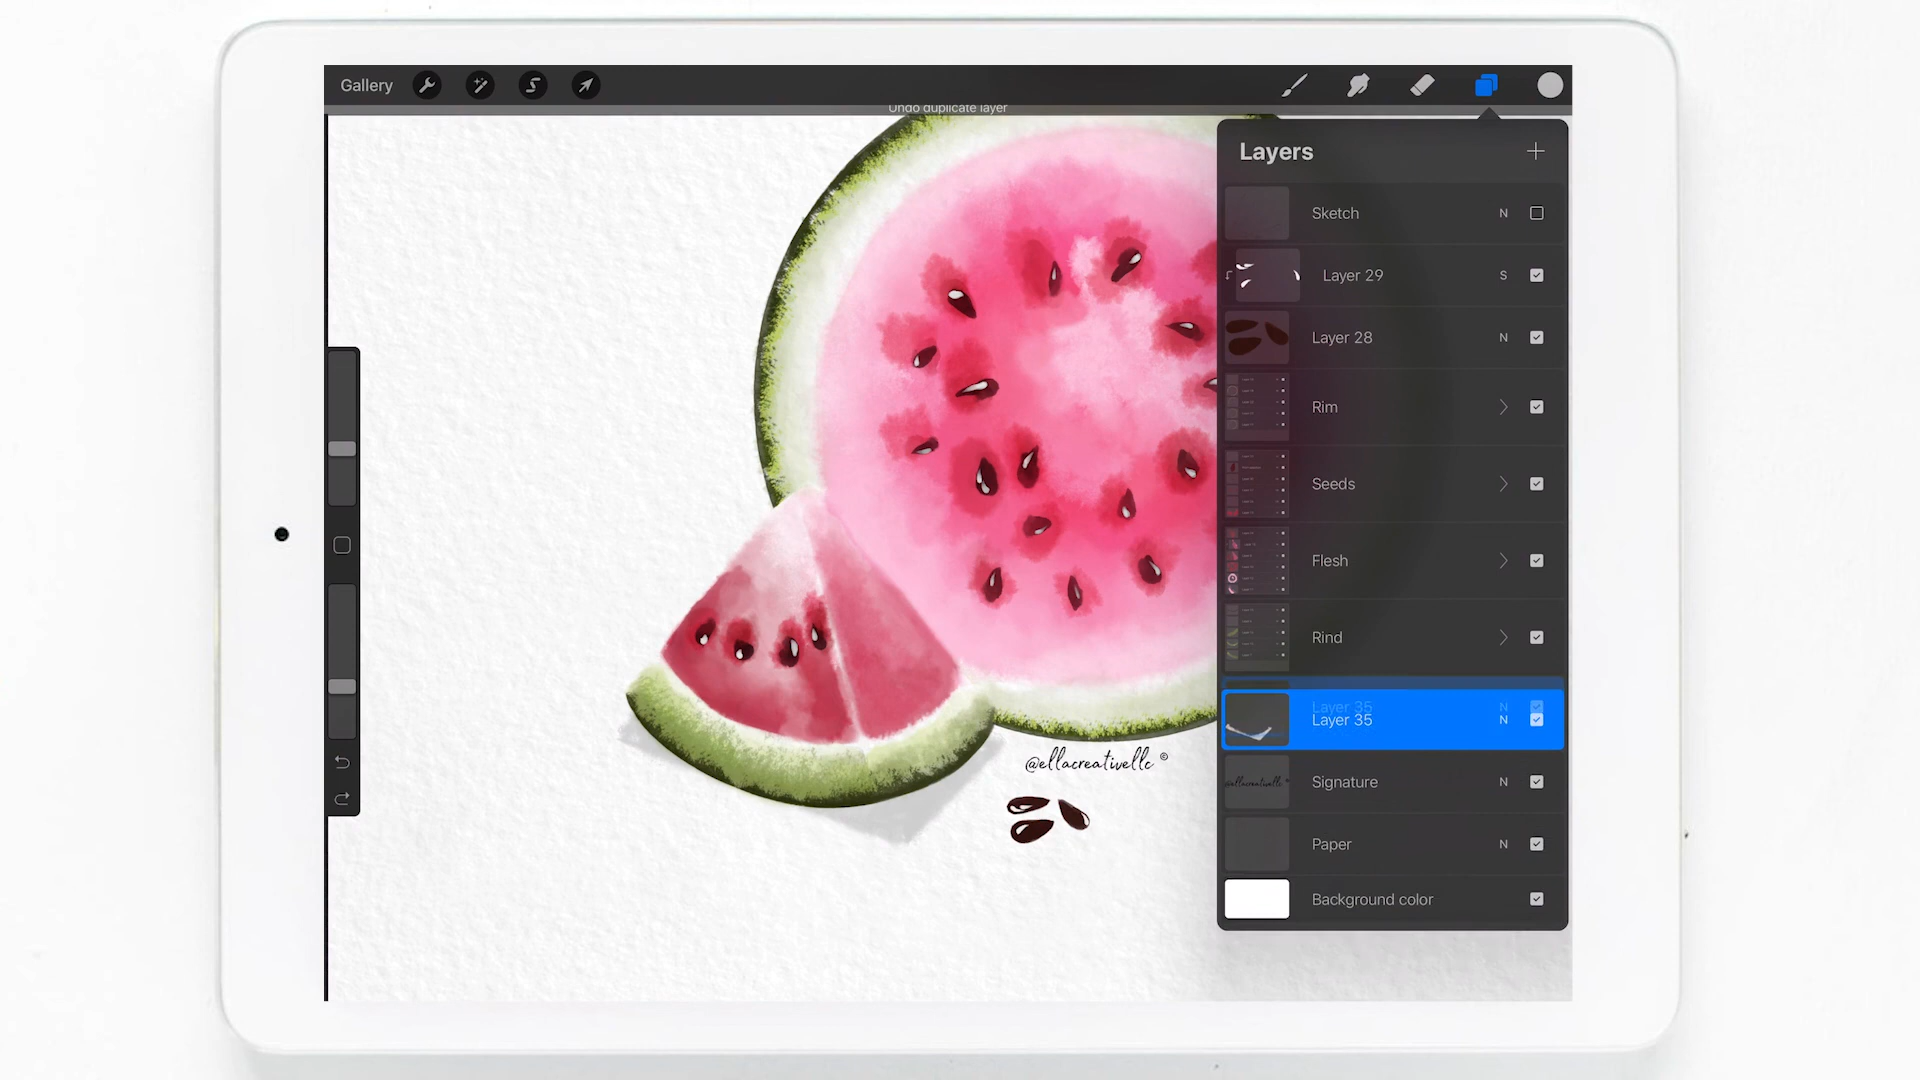 Gallery
Undo duplicate layer
Layers
Sketch N
Layer 29 S
Layer 28 N
Rim
Seeds
Flesh
Rind
Layer 35 N
Layer 35 N
Signature N
Paper N
Background color
@ellacreativellc ©